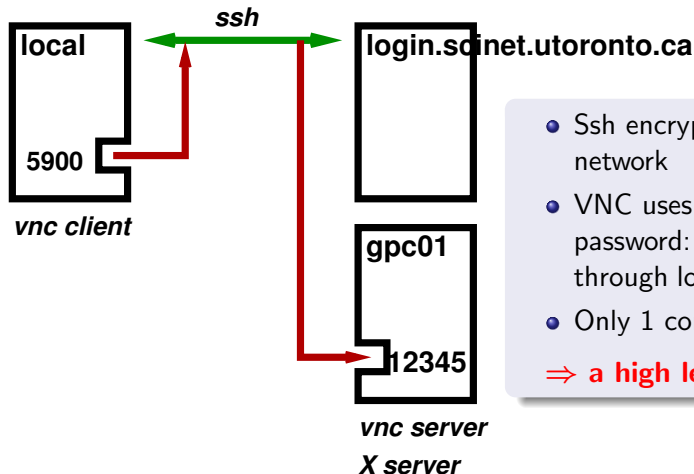 ssh
local
login.scinet.utoronto.ca
5900
vnc client
gpc01
12345
vnc server
X server
Ssh encryp
network
VNC uses
password:
through lo
Only 1 co
⇒ a high le